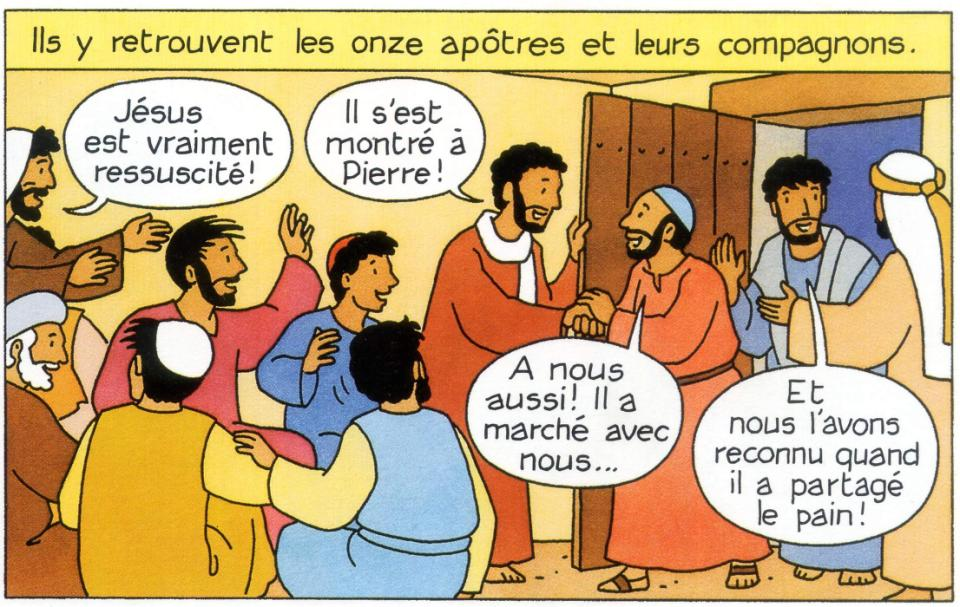 Ils y retrouvent les onze apôtres et leurs compagnons.
Jésus
est vraiment
ressuscité!
Il s'est
montré à
Pierre!
A nous
aussi! Il a
marché avec
nous...
Et
nous l'avons
reconnu quand
il a partagé
le pain!